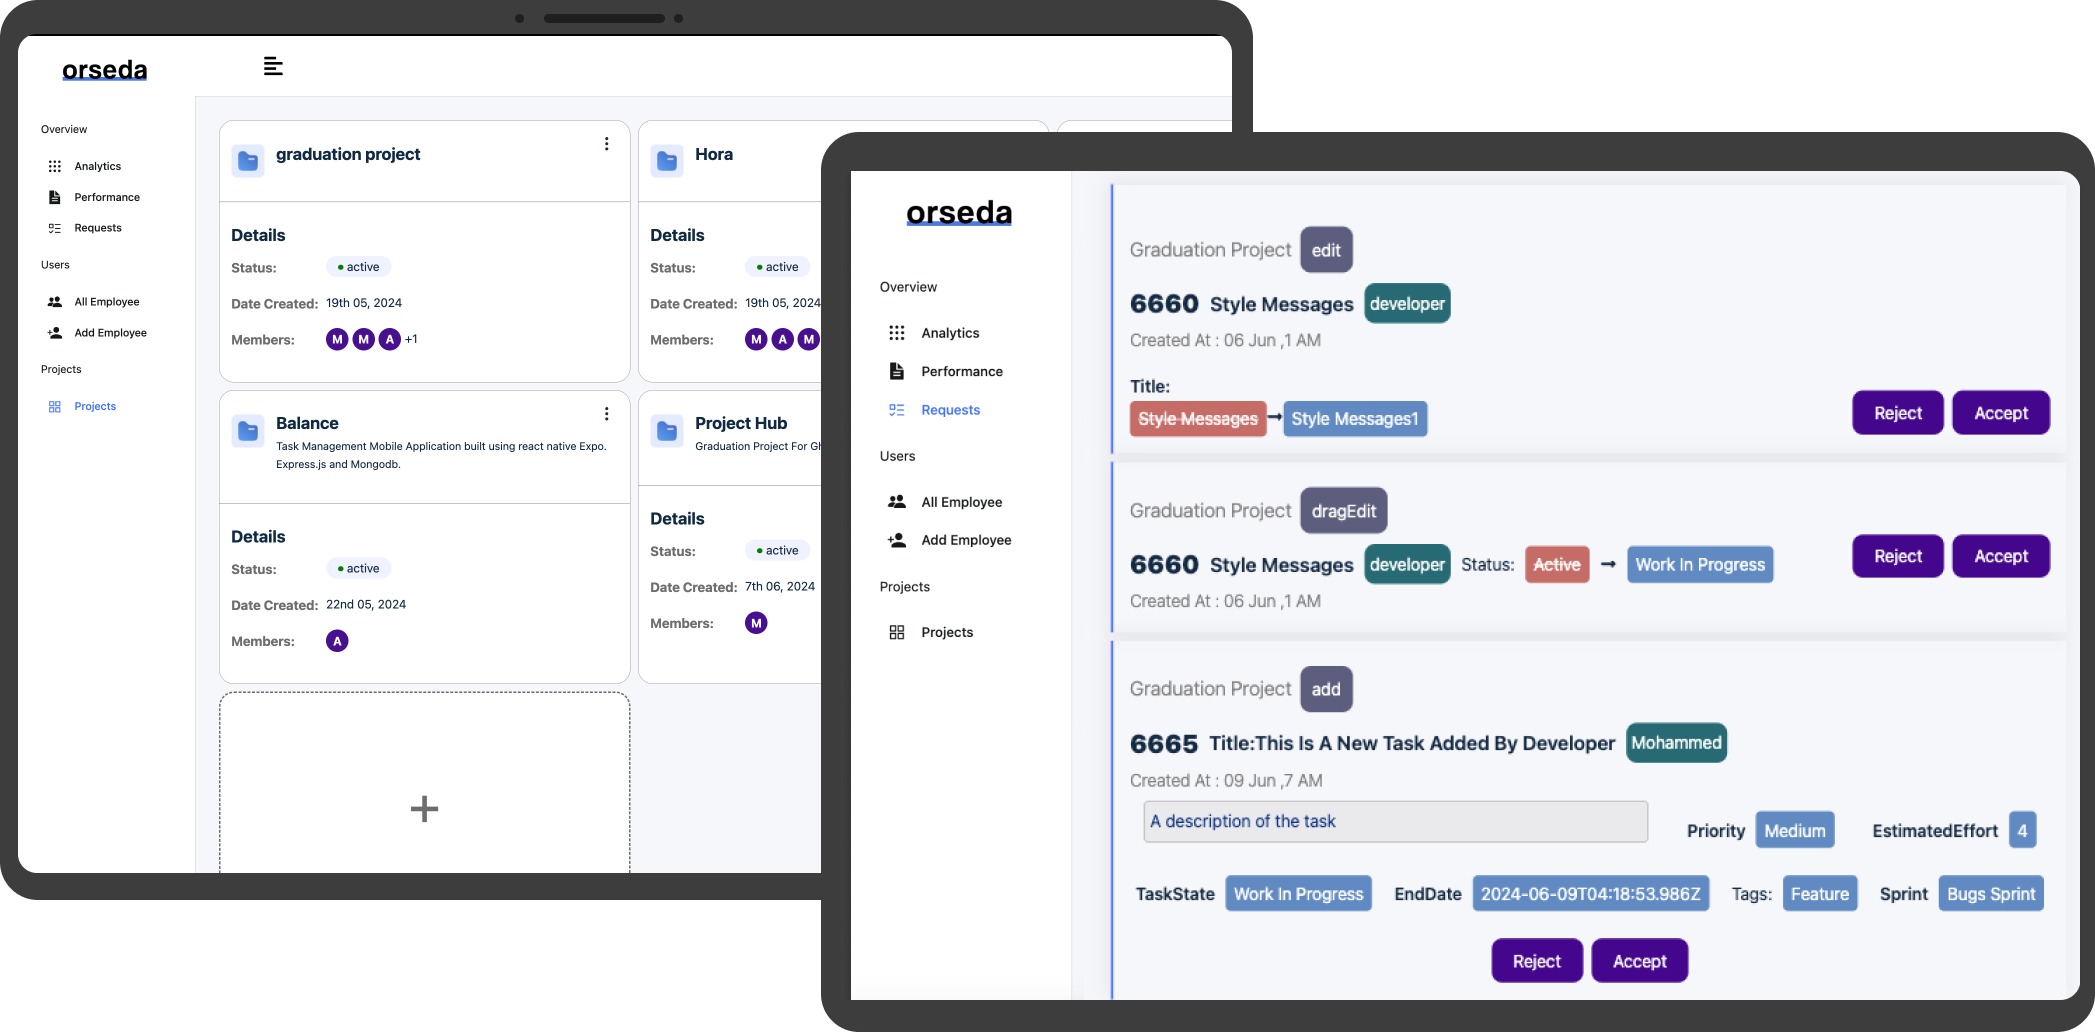 orseda
Overview
Analytics
Performance
Requests
Users
All Employee
Add Employee
Projects
Projects
graduation project
Details
Status: active
Date Created: 19th 05, 2024
Members: M M A +1
Hora
Details
Status: active
Date Created: 19th 05, 2024
Members: M A M
Balance
Task Management Mobile Application built using react native Expo.
Express.js and Mongodb.
Details
Status: active
Date Created: 22nd 05, 2024
Members: A
Project Hub
Graduation Project For Gh
Details
Status: active
Date Created: 7th 06, 2024
Members: M
orseda
Overview
Analytics
Performance
Requests
Users
All Employee
Add Employee
Projects
Projects
Graduation Project edit
6660 Style Messages developer
Created At : 06 Jun ,1 AM
Title:
Style Messages → Style Messages1
Reject Accept
Graduation Project dragEdit
6660 Style Messages developer Status: Active → Work In Progress
Created At : 06 Jun ,1 AM
Reject Accept
Graduation Project add
6665 Title:This Is A New Task Added By Developer Mohammed
Created At : 09 Jun ,7 AM
A description of the task
Priority Medium EstimatedEffort 4
TaskState Work In Progress EndDate 2024-06-09T04:18:53.986Z Tags: Feature Sprint Bugs Sprint
Reject Accept